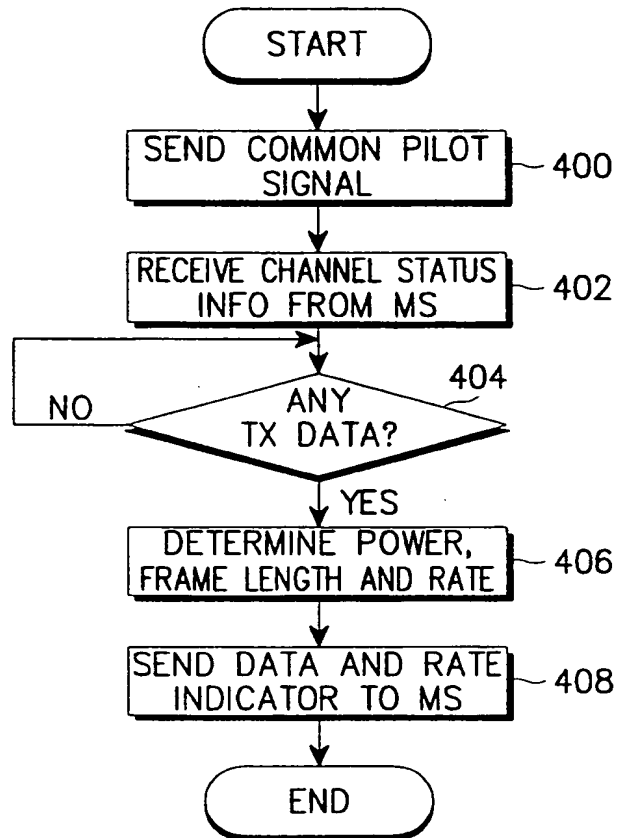 START
SEND COMMON PILOT
SIGNAL
400
RECEIVE CHANNEL STATUS
INFO FROM MS
402
404
ANY
TX DATA?
NO
YES
DETERMINE POWER,
FRAME LENGTH AND RATE
406
SEND DATA AND RATE
INDICATOR TO MS
408
END